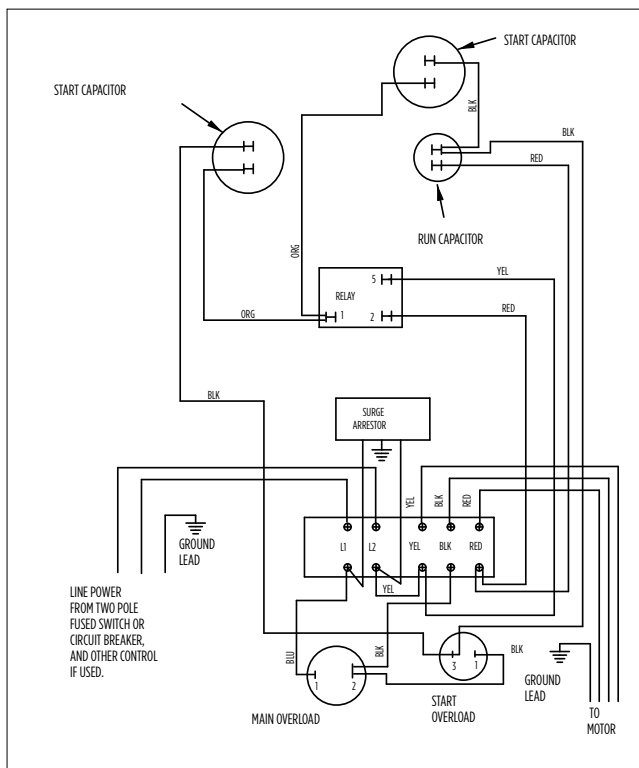 START CAPACITOR
START CAPACITOR
BLK
BLK
RED
RUN CAPACITOR
ORG
5
YEL
RELAY
1
2
RED
ORG
BLK
SURGE
ARRESTOR
YEL
BLK
RED
GROUND
LEAD
L1
L2
YEL
BLK
RED
YEL
LINE POWER
FROM TWO POLE
FUSED SWITCH OR
CIRCUIT BREAKER,
AND OTHER CONTROL
IF USED.
BLU
BLK
1
2
MAIN OVERLOAD
3
1
BLK
START
OVERLOAD
GROUND
LEAD
TO
MOTOR